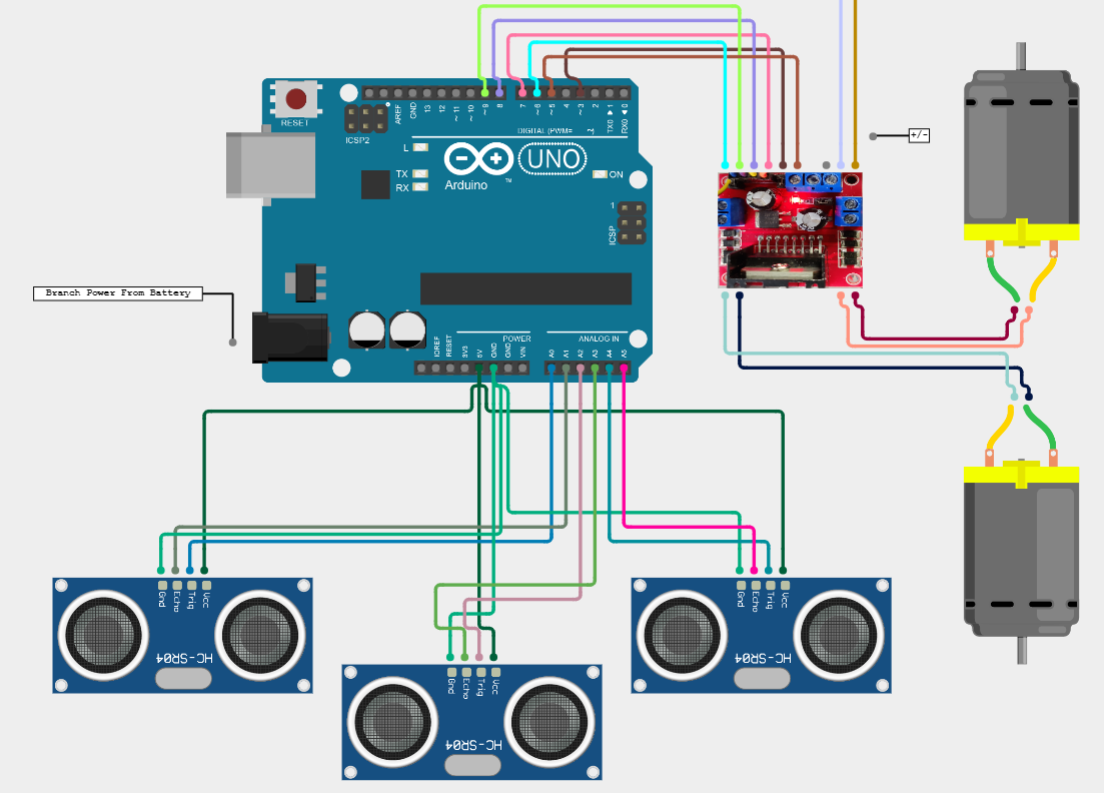 RESET
ICSP2
AREF
GND
13
12
~11
~10
~9
8
7
~6
~5
4
~3
2
TX0 ▶ 1
RX0 ◀ 0
DIGITAL (PWM=
L
TX
RX
Arduino
™
UNO
ON
1
ICSP
+/-
Branch Power From Battery
POWER
ANALOG IN
IOREF
RESET
3V3
5V
GND
GND
VIN
A0
A1
A2
A3
A4
A5
Gnd
Echo
Trig
Vcc
HC-SR04
Gnd
Echo
Trig
Vcc
HC-SR04
Gnd
Echo
Trig
Vcc
HC-SR04